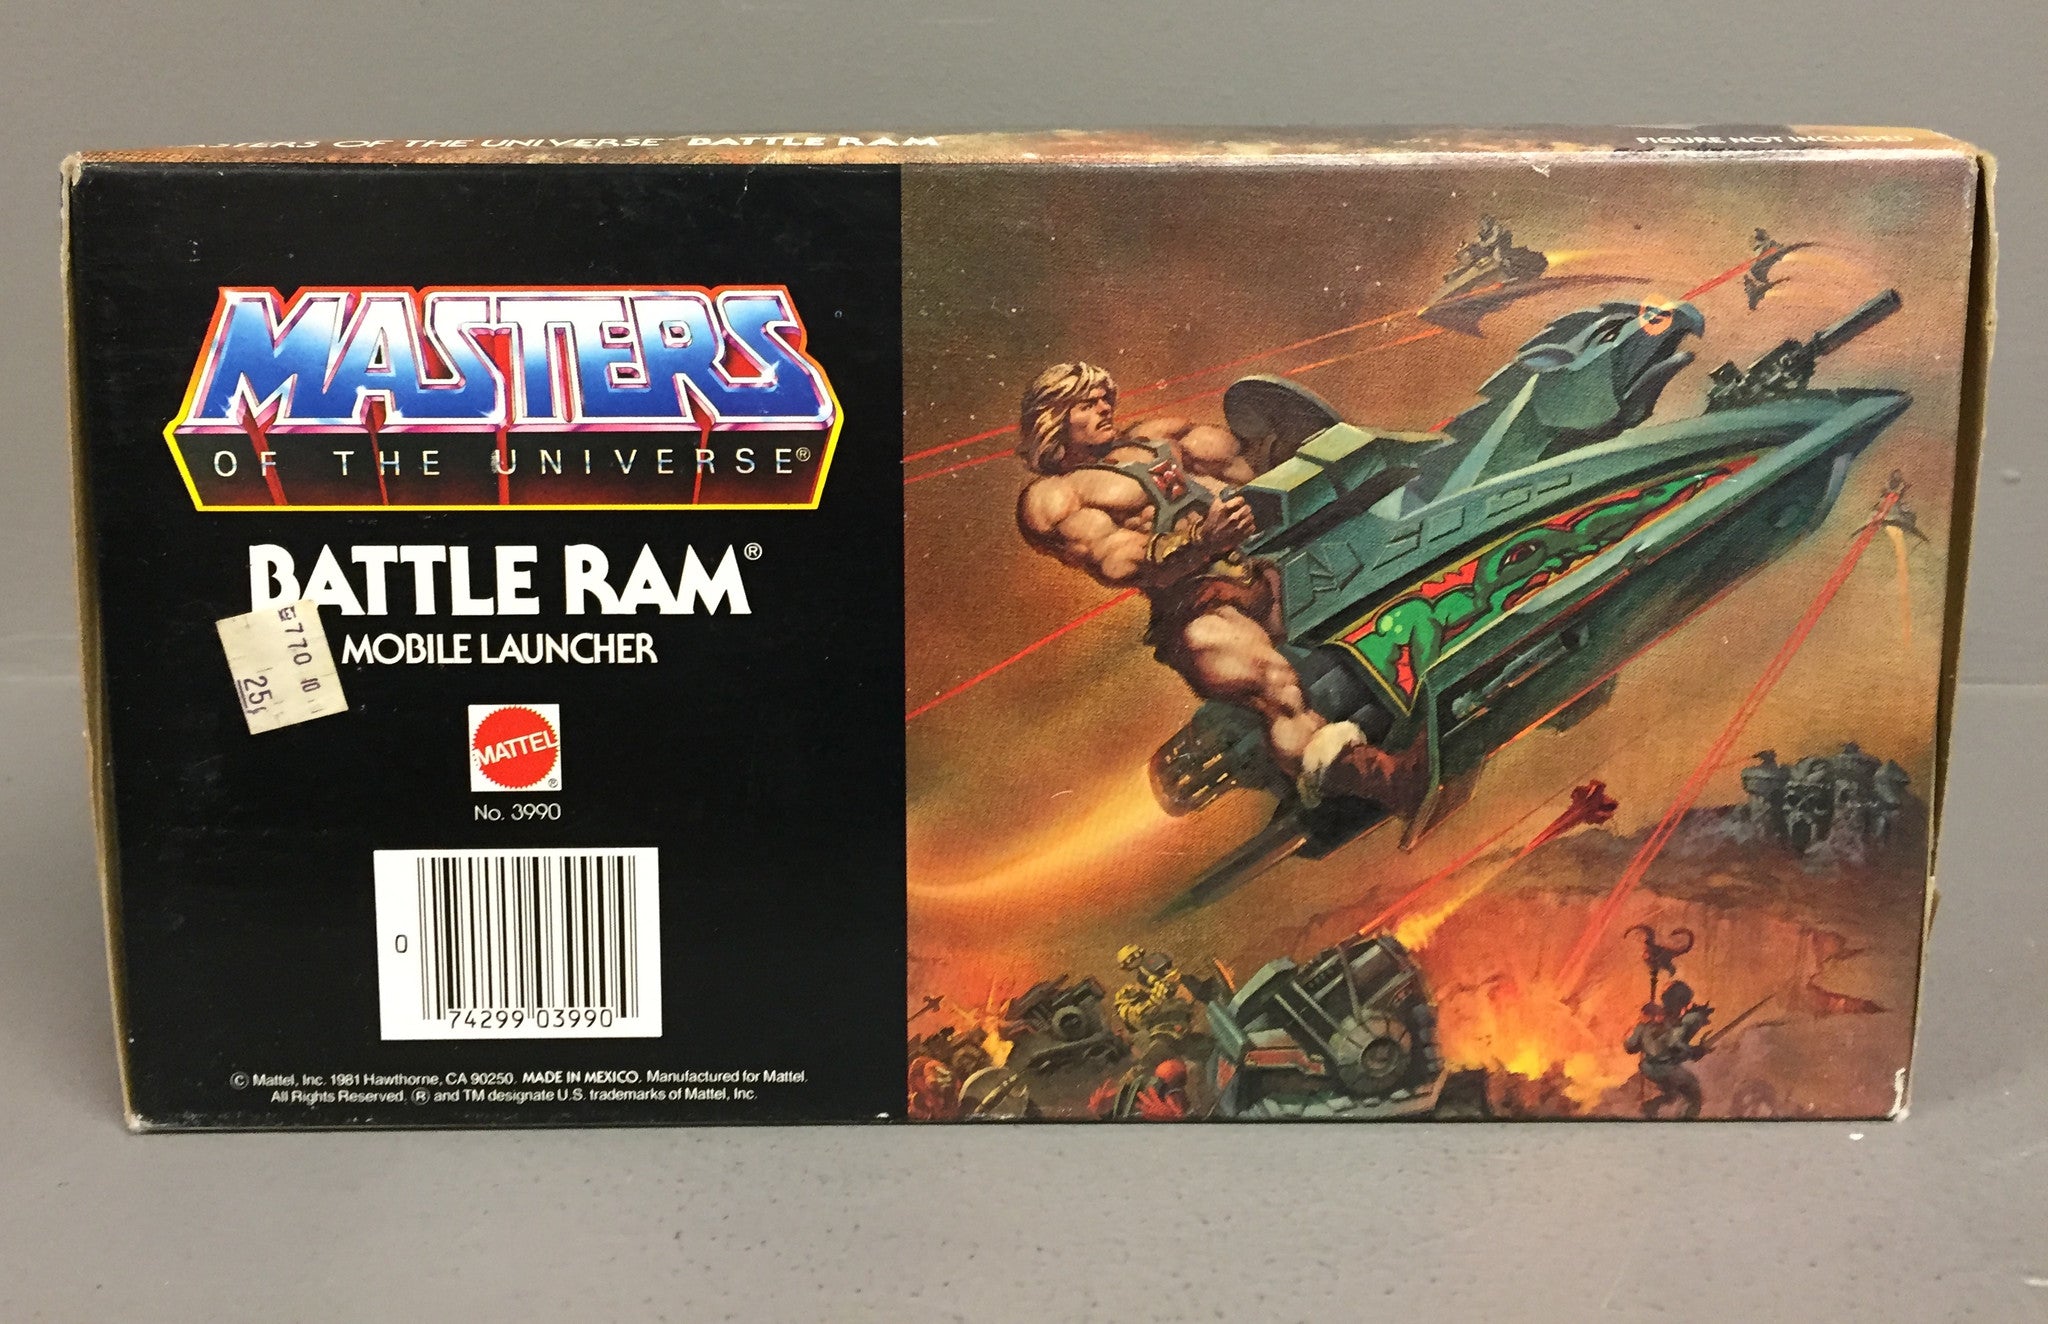 OF THE UNIVERSE BATTLE RAM
FIGURE NOT INCLUDED
MASTERS
OF THE UNIVERSE®
BATTLE RAM®
MOBILE LAUNCHER
770 10
25
MATTEL
®
No. 3990
0 74299 03990
© Mattel, Inc. 1981 Hawthorne, CA 90250. MADE IN MEXICO. Manufactured for Mattel.
All Rights Reserved. ® and TM designate U.S. trademarks of Mattel, Inc.